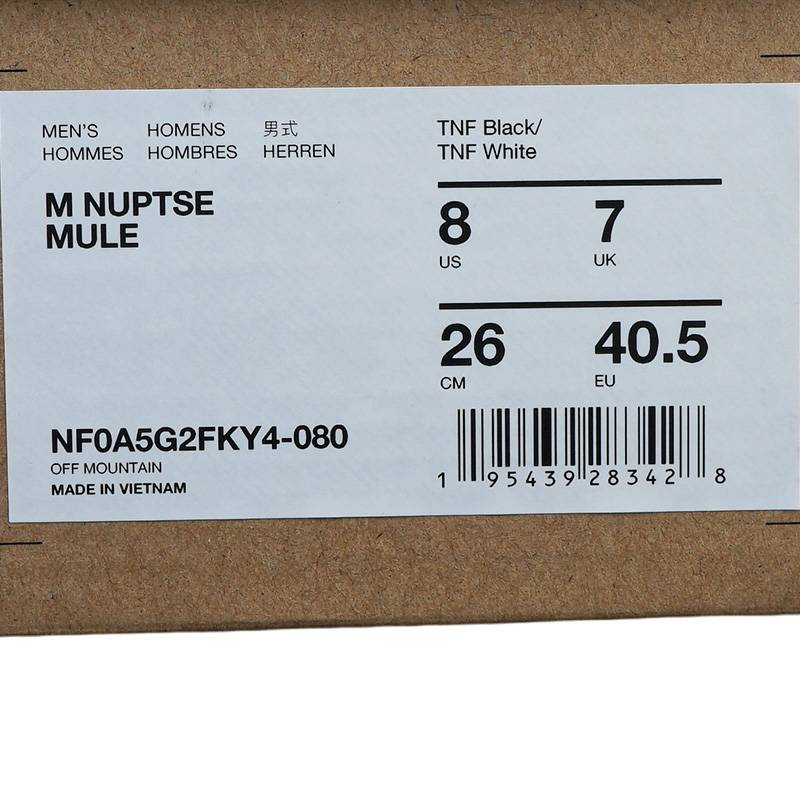 MEN'S HOMENS 男式
HOMMES HOMBRES HERREN
M NUPTSE
MULE
TNF Black/
TNF White
8 7
US UK
26 40.5
CM EU
NF0A5G2FKY4-080
OFF MOUNTAIN
MADE IN VIETNAM
1 95439 28342 8